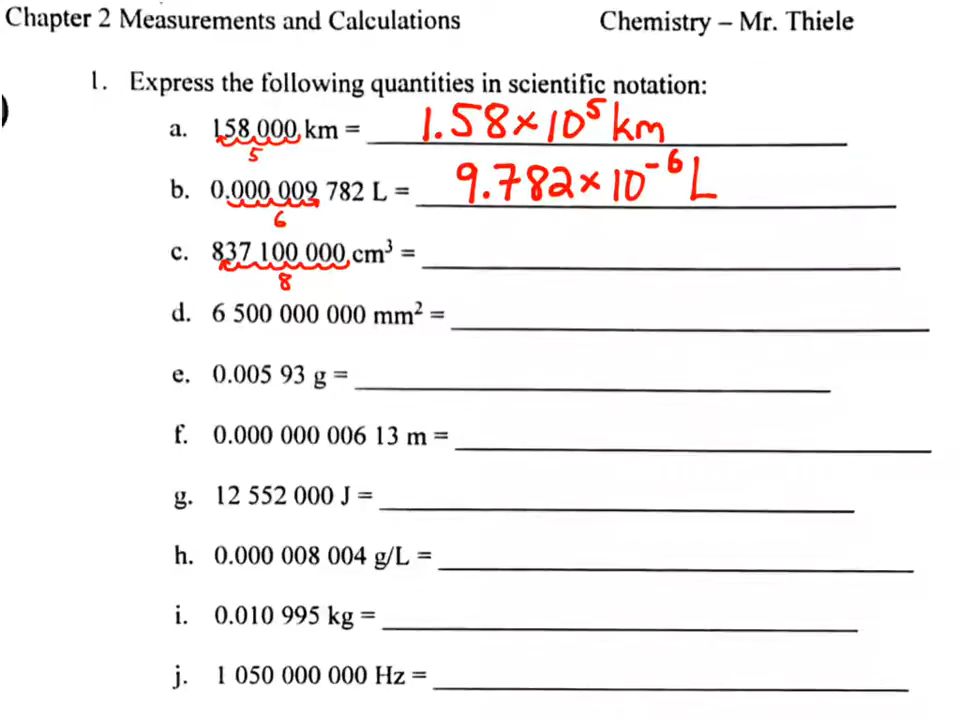 Chapter 2 Measurements and Calculations Chemistry – Mr. Thiele
1. Express the following quantities in scientific notation:
a. 158,000 km = 1.58 × 10⁵ km
5
b. 0.000 009 782 L = 9.782 × 10⁻⁶ L
6
c. 837 100 000 cm³ =
8
d. 6 500 000 000 mm² =
e. 0.005 93 g =
f. 0.000 000 006 13 m =
g. 12 552 000 J =
h. 0.000 008 004 g/L =
i. 0.010 995 kg =
j. 1 050 000 000 Hz =